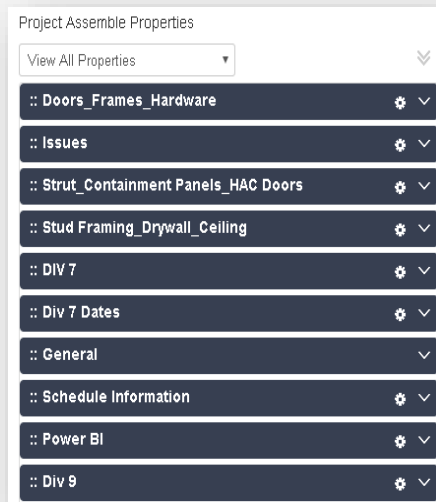 Project Assemble Properties
View All Properties
:: Doors_Frames_Hardware
:: Issues
:: Strut_Containment Panels_HAC Doors
:: Stud Framing_Drywall_Ceiling
:: DIV 7
:: Div 7 Dates
:: General
:: Schedule Information
:: Power BI
:: Div 9